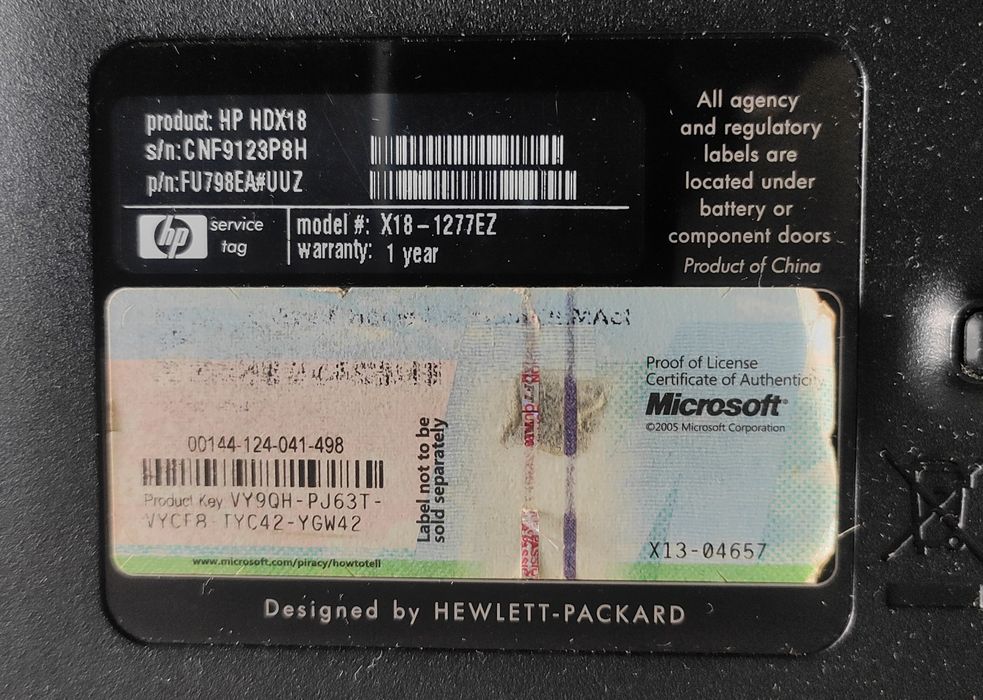 product: HP HDX18
s/n:CNF9123P8H
p/n:FU798EA#UUZ
hp service tag
model #: X18-1277EZ
warranty: 1 year
All agency
and regulatory
labels are
located under
battery or
component doors
Product of China
00144-124-041-498
Product Key VY9QH-PJ63T-
VYCF8-TYC42-YGW42
www.microsoft.com/piracy/howtotell
Label not to be
sold separately
Proof of License
Certificate of Authenticity
Microsoft®
©2005 Microsoft Corporation
X13-04657
Designed by HEWLETT-PACKARD